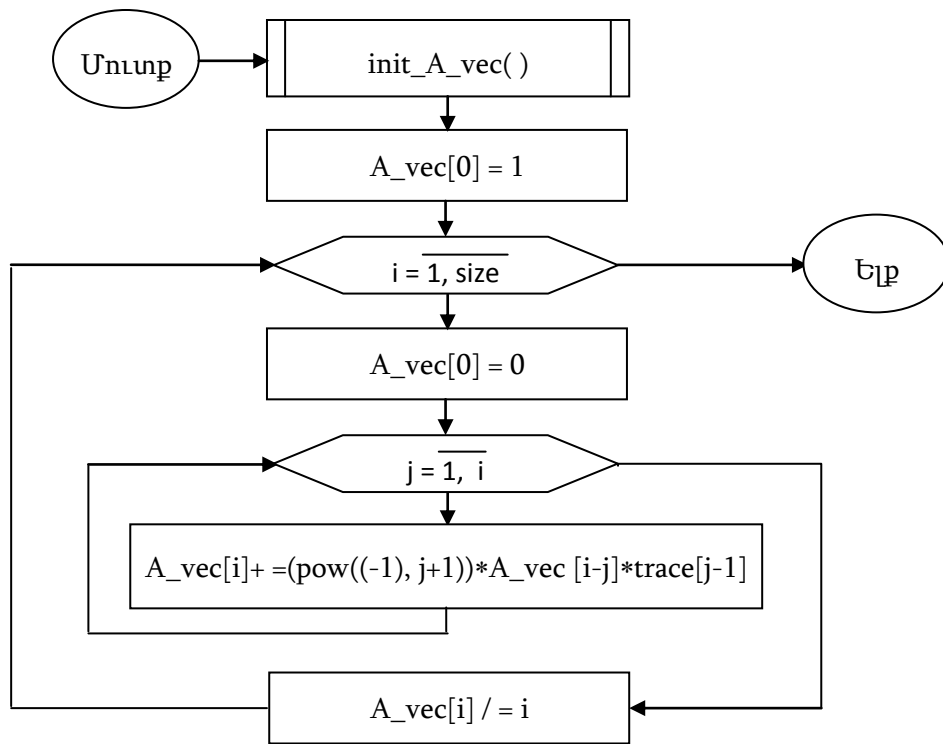 Մուտք
init_A_vec( )
A_vec[0] = 1
i = 1, size
Ելք
A_vec[0] = 0
j = 1, i
A_vec[i]+ =(pow((-1), j+1))*A_vec [i-j]*trace[j-1]
A_vec[i] / = i